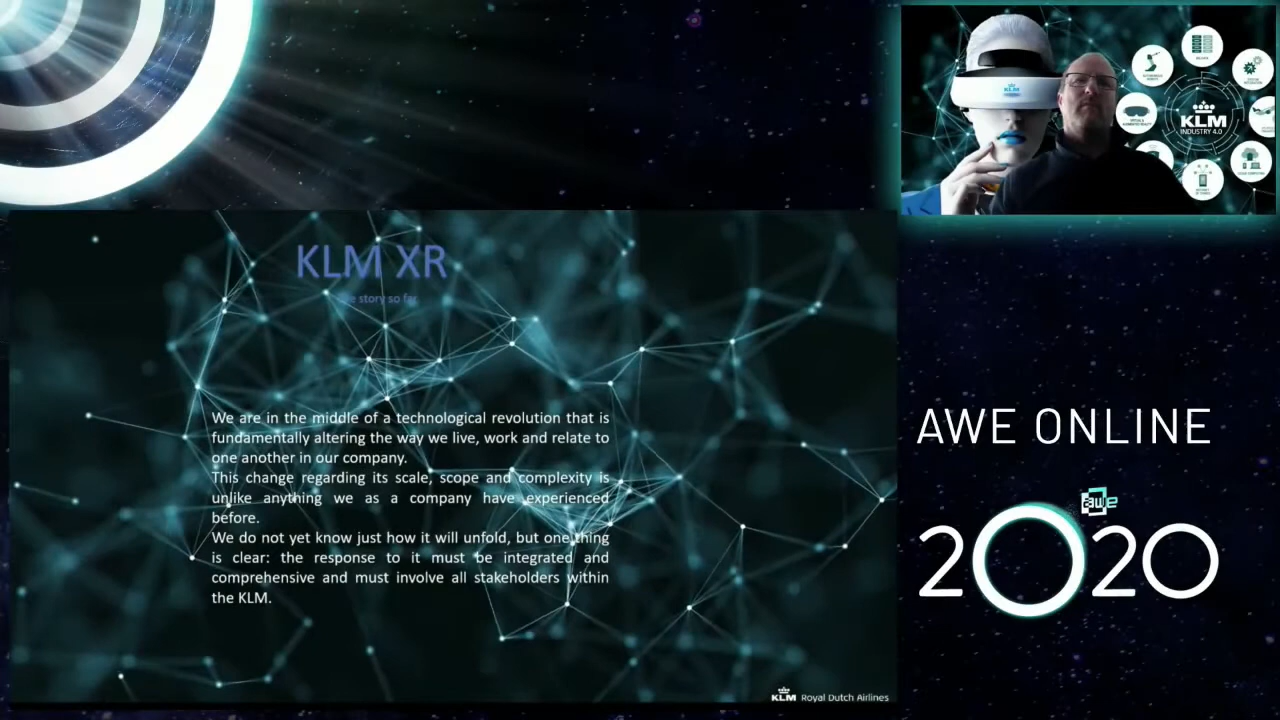 KLM
KLM
INDUSTRY 4.0
KLM XR
story so far
We are in the middle of a technological revolution that is
fundamentally altering the way we live, work and relate to
one another in our company.
This change regarding its scale, scope and complexity is
unlike anything we as a company have experienced
before.
We do not yet know just how it will unfold, but one thing
is clear: the response to it must be integrated and
comprehensive and must involve all stakeholders within
the KLM.
KLM Royal Dutch Airlines
AWE ONLINE
awe
2020